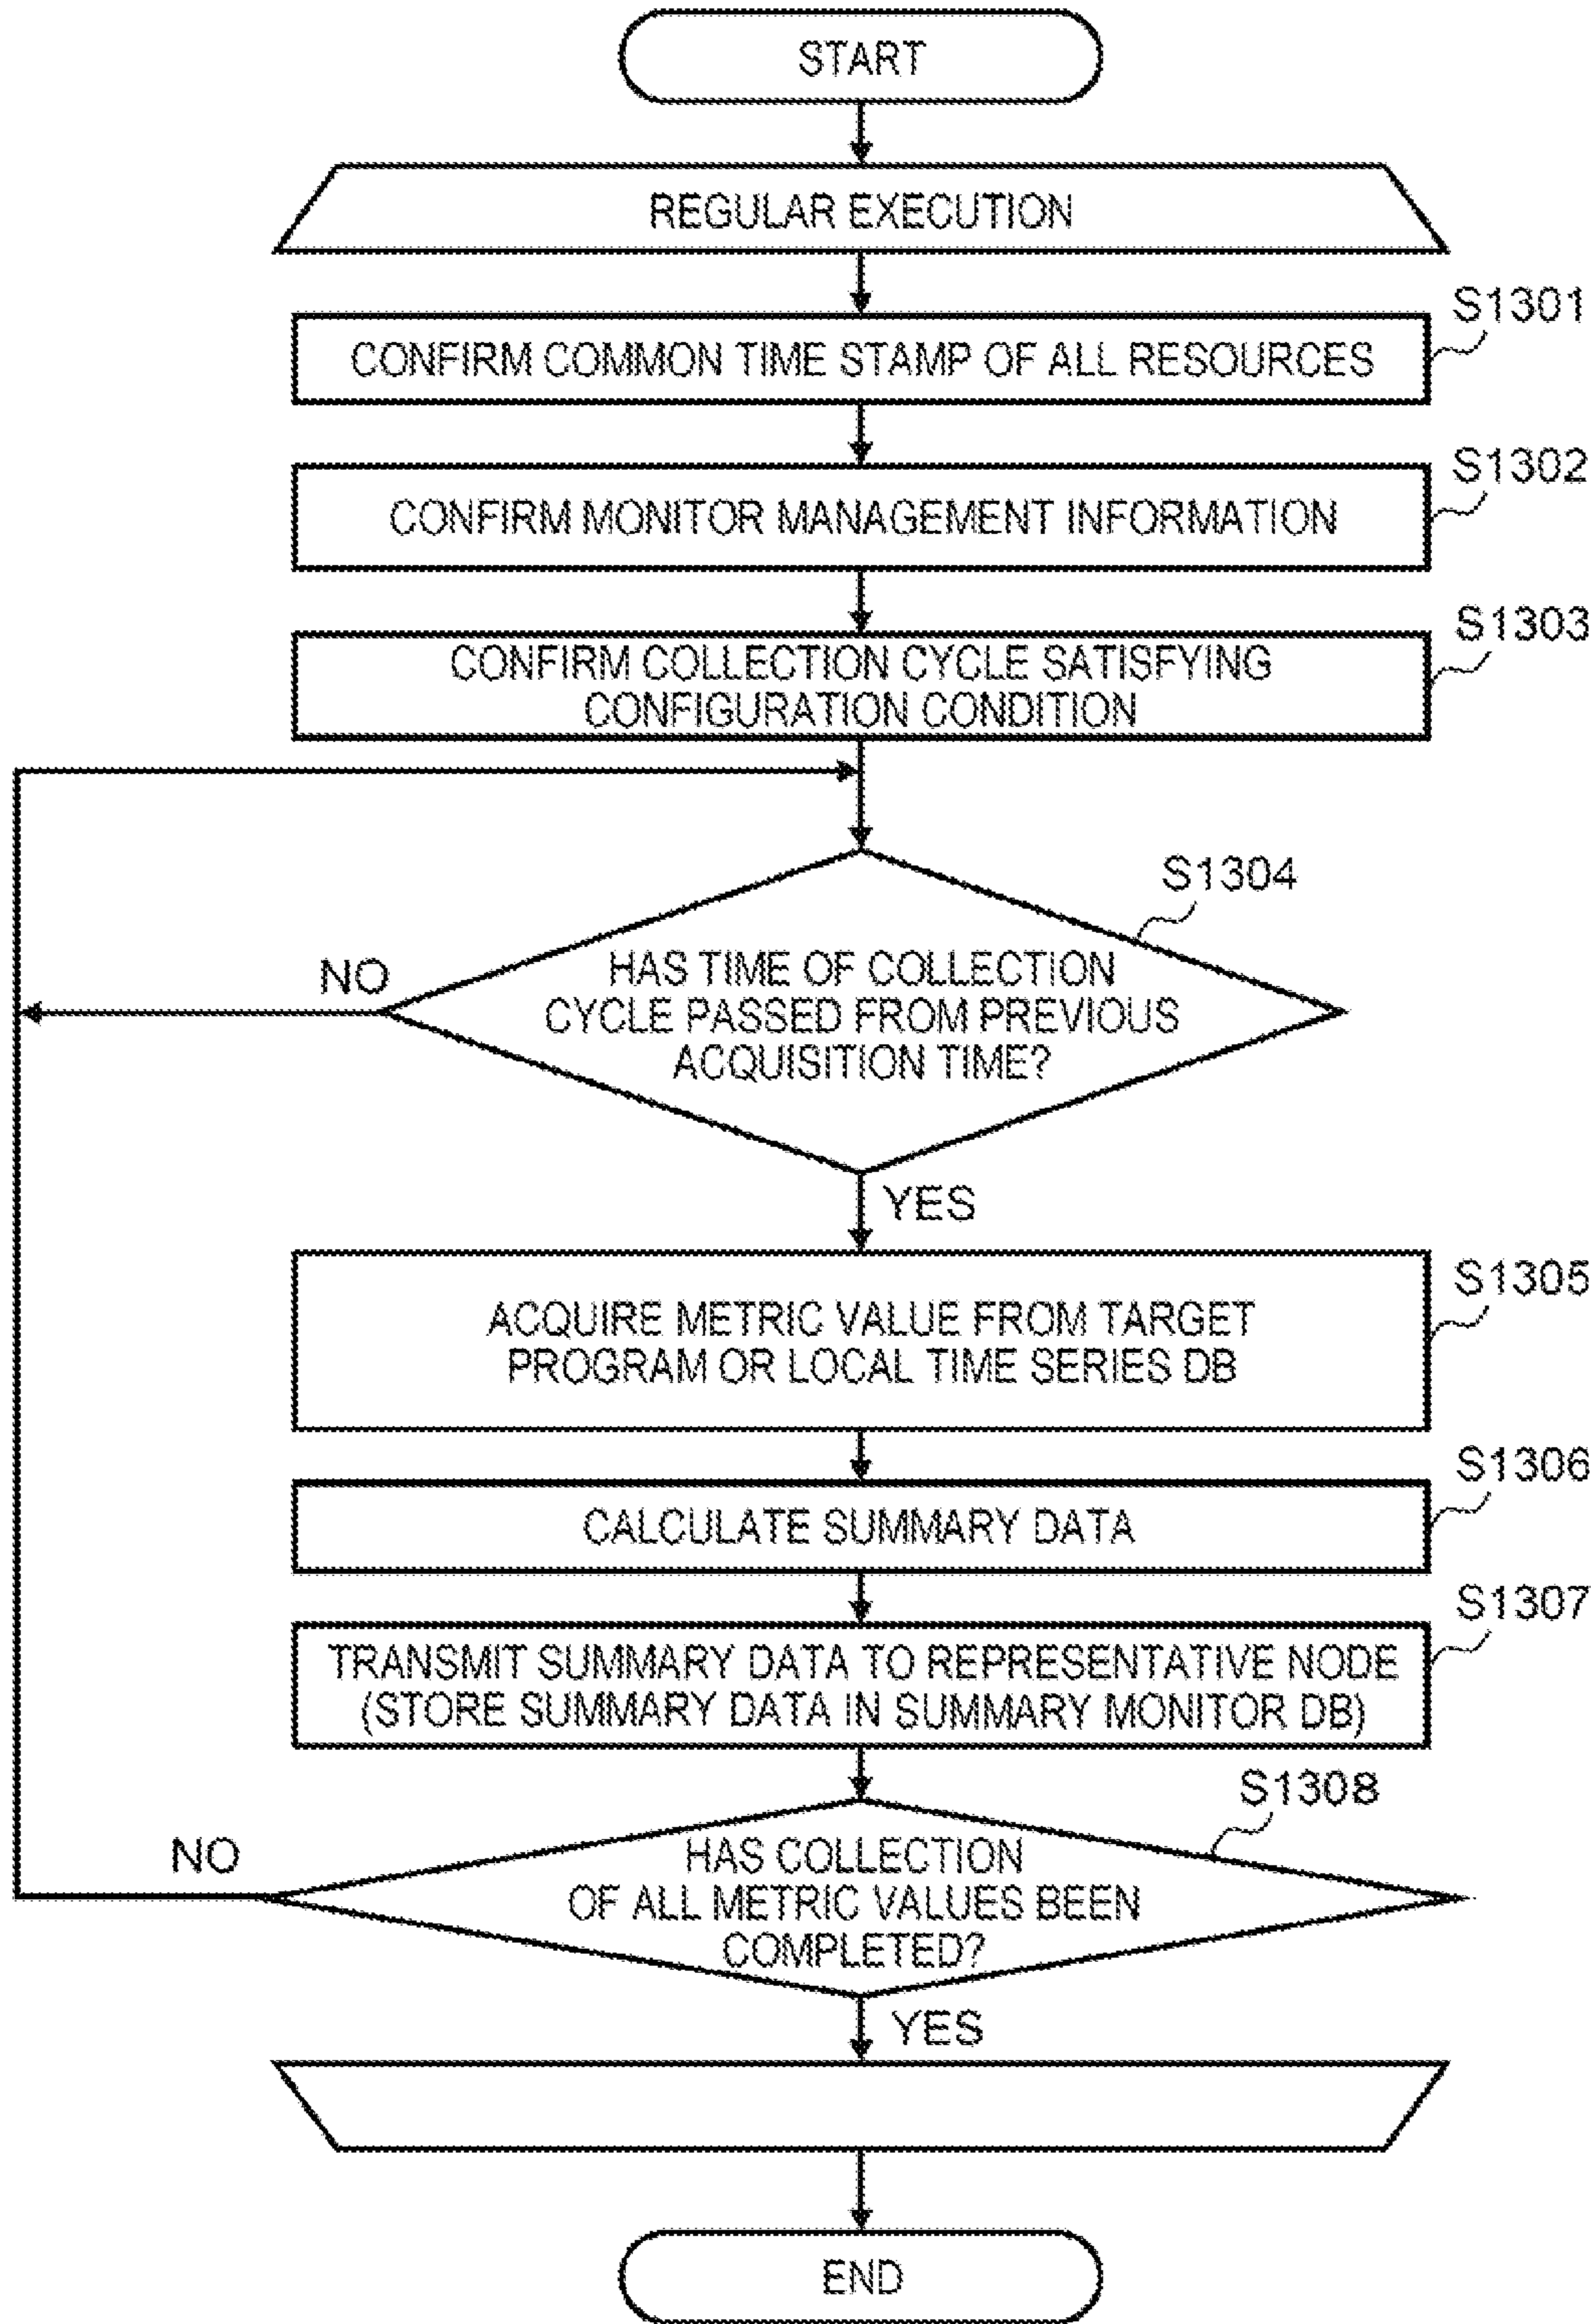 START
REGULAR EXECUTION
S1301
CONFIRM COMMON TIME STAMP OF ALL RESOURCES
S1302
CONFIRM MONITOR MANAGEMENT INFORMATION
S1303
CONFIRM COLLECTION CYCLE SATISFYING
CONFIGURATION CONDITION
S1304
NO
HAS TIME OF COLLECTION
CYCLE PASSED FROM PREVIOUS
ACQUISITION TIME?
YES
S1305
ACQUIRE METRIC VALUE FROM TARGET
PROGRAM OR LOCAL TIME SERIES DB
S1306
CALCULATE SUMMARY DATA
S1307
TRANSMIT SUMMARY DATA TO REPRESENTATIVE NODE
(STORE SUMMARY DATA IN SUMMARY MONITOR DB)
S1308
NO
HAS COLLECTION
OF ALL METRIC VALUES BEEN
COMPLETED?
YES
END